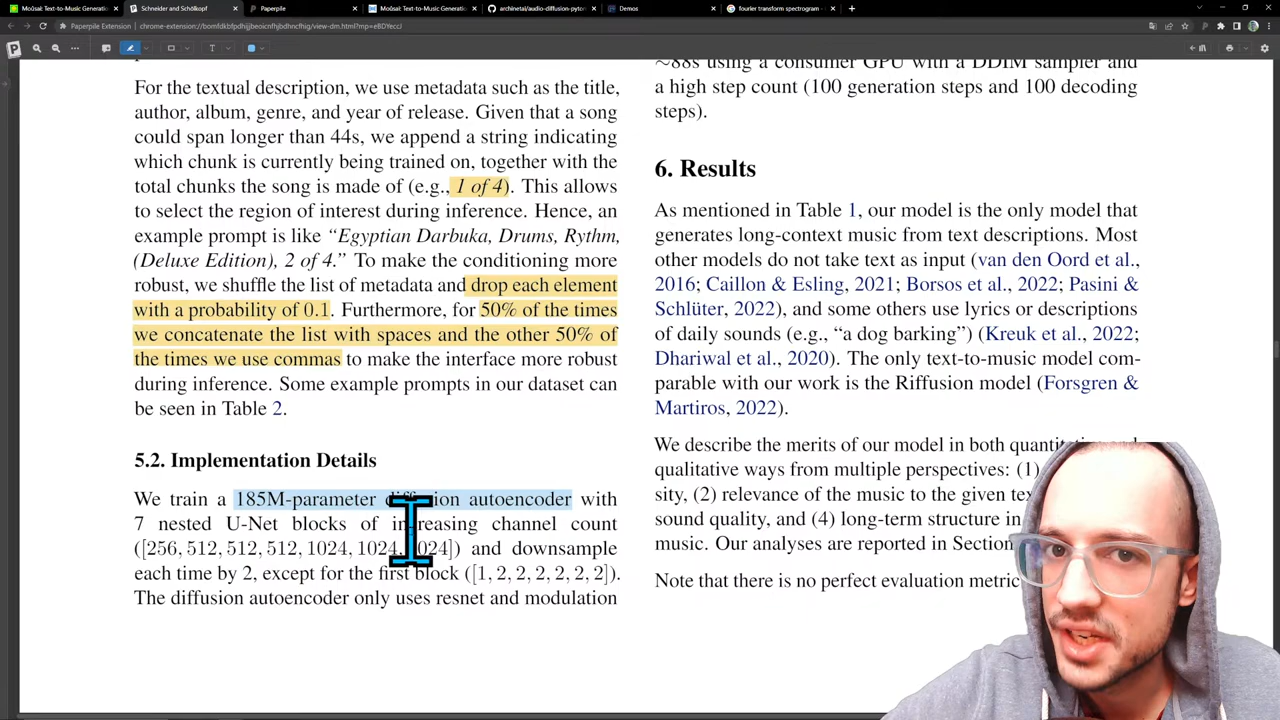 Moûsai: Text-to-Music Generatio
Schneider and Schölkopf
Paperpile
Moûsai: Text-to-Music Generatio
archinetai/audio-diffusion-pytor
Demos
fourier transform spectrogram -
Paperpile Extension
chrome-extension://bomfdkbfpdhijjbeoicnfhjbdhncfhig/view-dm.html?mp=eBDYeccJ
For the textual description, we use metadata such as the title,
author, album, genre, and year of release. Given that a song
could span longer than 44s, we append a string indicating
which chunk is currently being trained on, together with the
total chunks the song is made of (e.g., 1 of 4). This allows
to select the region of interest during inference. Hence, an
example prompt is like “Egyptian Darbuka, Drums, Rythm,
(Deluxe Edition), 2 of 4.” To make the conditioning more
robust, we shuffle the list of metadata and drop each element
with a probability of 0.1. Furthermore, for 50% of the times
we concatenate the list with spaces and the other 50% of
the times we use commas to make the interface more robust
during inference. Some example prompts in our dataset can
be seen in Table 2.
5.2. Implementation Details
We train a 185M-parameter diffusion autoencoder with
7 nested U-Net blocks of increasing channel count
([256, 512, 512, 512, 1024, 1024, 1024]) and downsample
each time by 2, except for the first block ([1, 2, 2, 2, 2, 2, 2]).
The diffusion autoencoder only uses resnet and modulation
∼88s using a consumer GPU with a DDIM sampler and
a high step count (100 generation steps and 100 decoding
steps).
6. Results
As mentioned in Table 1, our model is the only model that
generates long-context music from text descriptions. Most
other models do not take text as input (van den Oord et al.,
2016; Caillon & Esling, 2021; Borsos et al., 2022; Pasini &
Schlüter, 2022), and some others use lyrics or descriptions
of daily sounds (e.g., “a dog barking”) (Kreuk et al., 2022;
Dhariwal et al., 2020). The only text-to-music model com-
parable with our work is the Riffusion model (Forsgren &
Martiros, 2022).
We describe the merits of our model in both quantitative and
qualitative ways from multiple perspectives: (1)
sity, (2) relevance of the music to the given te
sound quality, and (4) long-term structure in
music. Our analyses are reported in Section
Note that there is no perfect evaluation metric